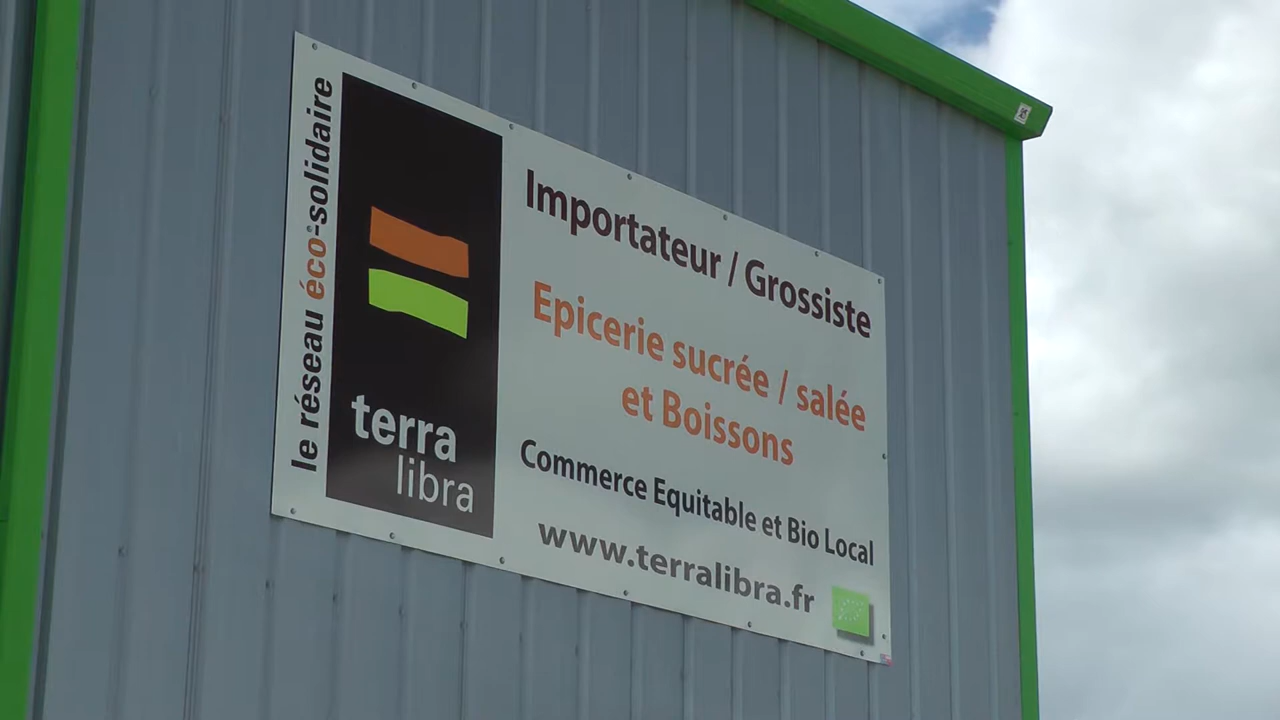 le réseau éco-solidaire
terra
libra
Importateur / Grossiste
Epicerie sucrée / salée
et Boissons
Commerce Equitable et Bio Local
www.terralibra.fr